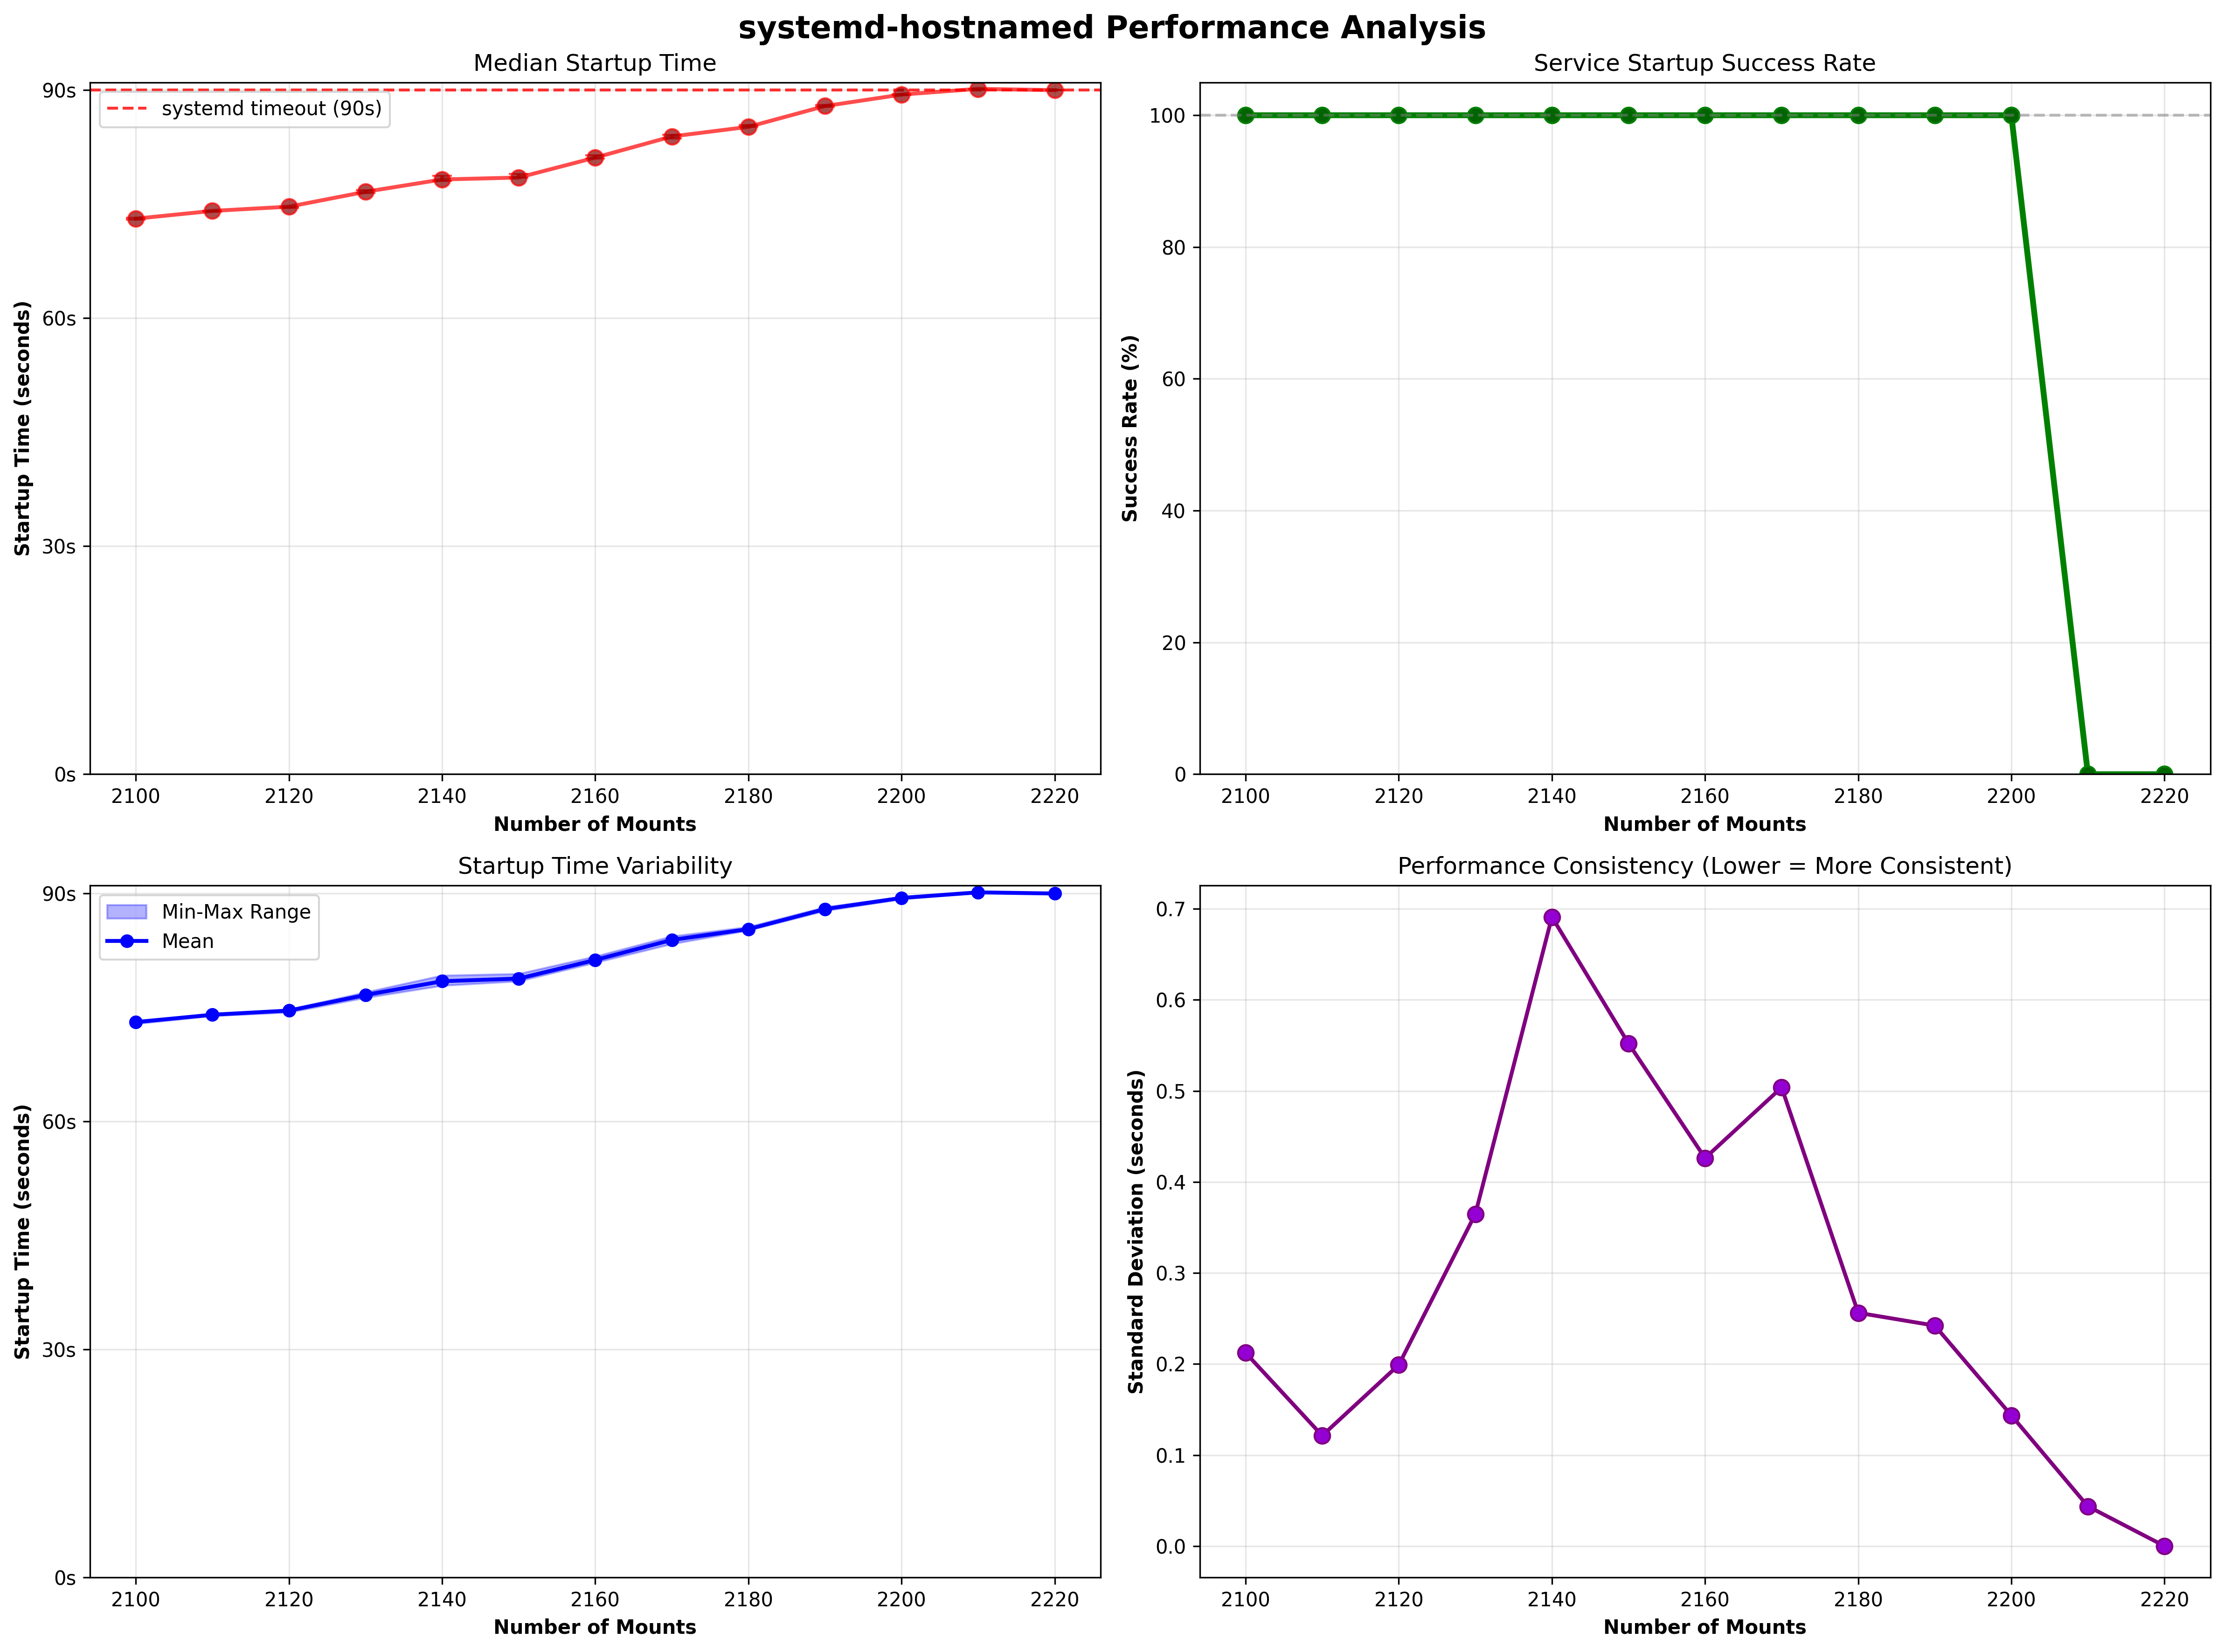 systemd-hostnamed Performance Analysis
Median Startup Time
90s
60s
30s
0s
Startup Time (seconds)
systemd timeout (90s)
2100 2120 2140 2160 2180 2200 2220
Number of Mounts
Service Startup Success Rate
100
80
60
40
20
0
Success Rate (%)
2100 2120 2140 2160 2180 2200 2220
Number of Mounts
Startup Time Variability
90s
60s
30s
0s
Startup Time (seconds)
Min-Max Range
Mean
2100 2120 2140 2160 2180 2200 2220
Number of Mounts
Performance Consistency (Lower = More Consistent)
0.7
0.6
0.5
0.4
0.3
0.2
0.1
0.0
Standard Deviation (seconds)
2100 2120 2140 2160 2180 2200 2220
Number of Mounts